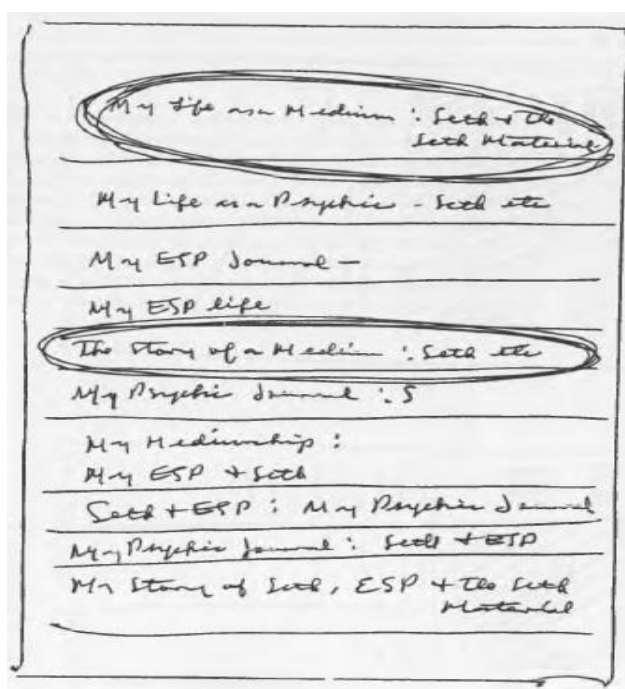 My Life as a Medium : Seth & the
Seth Material
My Life as a Psychic - Seth etc
My ESP Journal —
My ESP life
The Story of a Medium : Seth etc
My Psychic Journal : S
My Mediumship :
My ESP & Seth
Seth & ESP : My Psychic Journal
My Psychic Journal : Seth & ESP
My Story of Seth, ESP & the Seth
Material